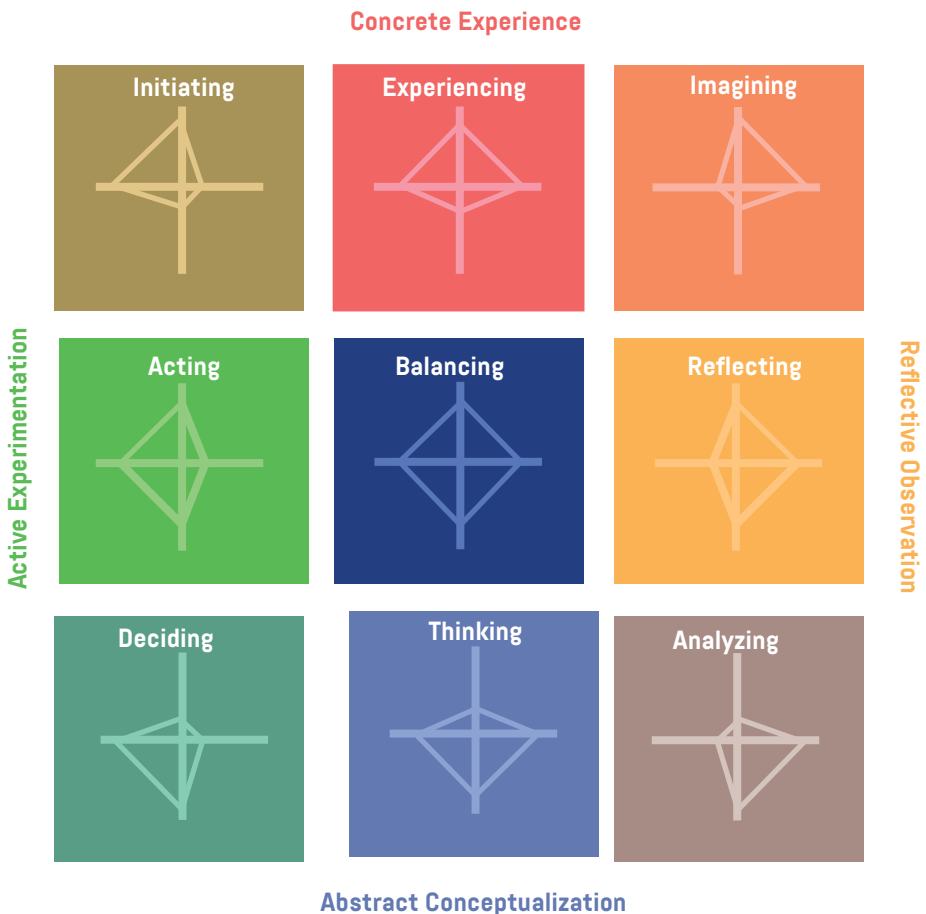 Concrete Experience
Initiating
Experiencing
Imagining
Active Experimentation
Acting
Balancing
Reflecting
Reflective Observation
Deciding
Thinking
Analyzing
Abstract Conceptualization